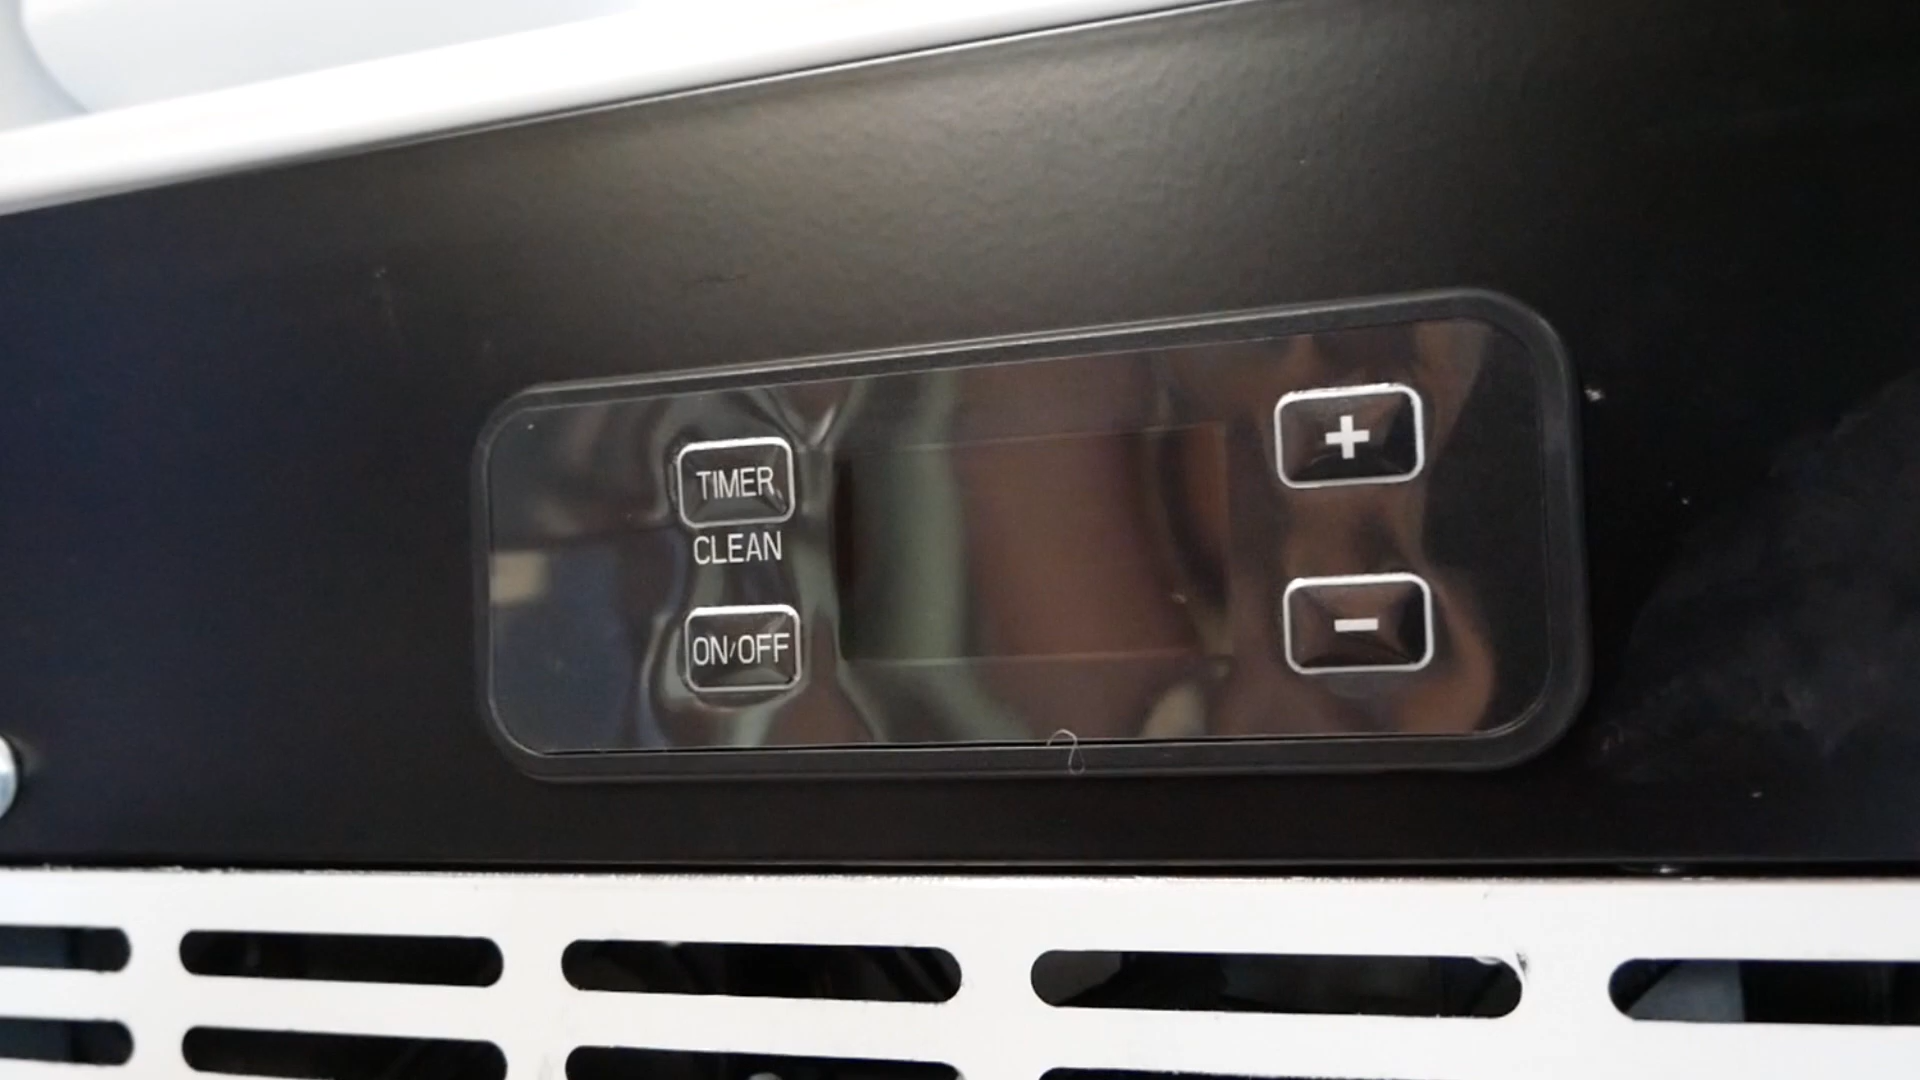 TIMER
CLEAN
ON/OFF
+
-